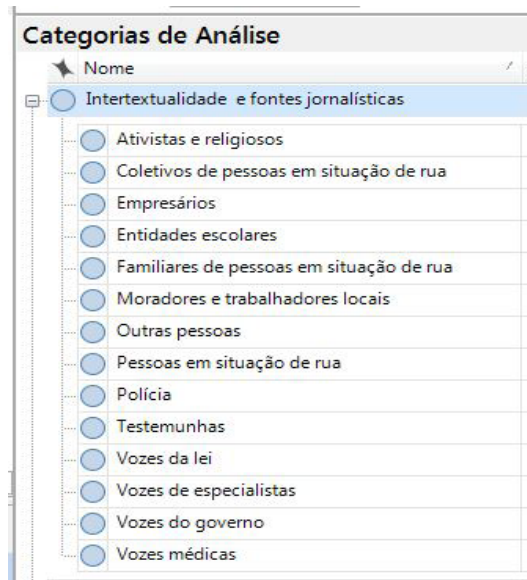 Categorias de Análise
Nome
Intertextualidade e fontes jornalísticas
Ativistas e religiosos
Coletivos de pessoas em situação de rua
Empresários
Entidades escolares
Familiares de pessoas em situação de rua
Moradores e trabalhadores locais
Outras pessoas
Pessoas em situação de rua
Polícia
Testemunhas
Vozes da lei
Vozes de especialistas
Vozes do governo
Vozes médicas